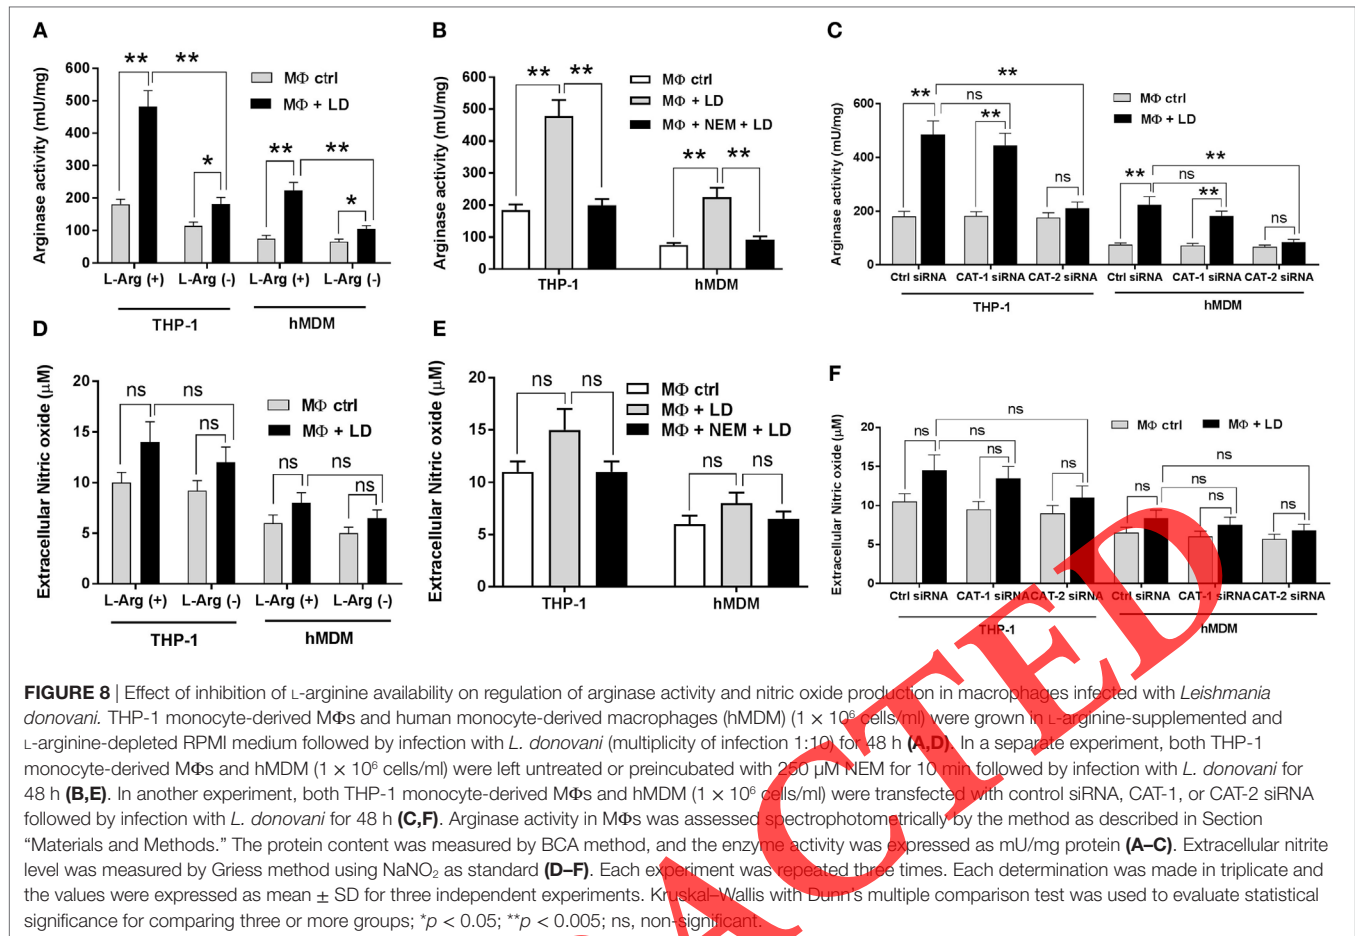 A
** **
Arginase activity (mU/mg)
600
500
400
300
200
100
0
MΦ ctrl
MΦ + LD
*
** **
*
L-Arg (+) L-Arg (-) L-Arg (+) L-Arg (-)
THP-1 hMDM
B
Arginase activity (mU/mg)
600
500
400
300
200
100
0
** **
MΦ ctrl
MΦ + LD
MΦ + NEM + LD
** **
THP-1 hMDM
C
Arginase activity (mU/mg)
600
400
200
0
**
** ns
**
ns
MΦ ctrl
MΦ + LD
**
** ns
**
ns
Ctrl siRNA CAT-1 siRNA CAT-2 siRNA Ctrl siRNA CAT-1 siRNA CAT-2 siRNA
THP-1 hMDM
D
Extracellular Nitric oxide (μM)
20
15
10
5
0
ns ns
ns
MΦ ctrl
MΦ + LD
ns ns
ns
L-Arg (+) L-Arg (-) L-Arg (+) L-Arg (-)
THP-1 hMDM
E
Extracellular Nitric oxide (μM)
20
15
10
5
0
ns ns
MΦ ctrl
MΦ + LD
MΦ + NEM + LD
ns ns
THP-1 hMDM
F
Extracellular Nitric oxide (μM)
20
15
10
5
0
ns
ns ns
ns
ns
MΦ ctrl MΦ + LD
ns
ns ns
ns
ns
Ctrl siRNA CAT-1 siRNA CAT-2 siRNA Ctrl siRNA CAT-1 siRNA CAT-2 siRNA
THP-1 hMDM
FIGURE 8 | Effect of inhibition of L-arginine availability on regulation of arginase activity and nitric oxide production in macrophages infected with Leishmania
donovani. THP-1 monocyte-derived MΦs and human monocyte-derived macrophages (hMDM) (1 × 10⁶ cells/ml) were grown in L-arginine-supplemented and
L-arginine-depleted RPMI medium followed by infection with L. donovani (multiplicity of infection 1:10) for 48 h (A,D). In a separate experiment, both THP-1
monocyte-derived MΦs and hMDM (1 × 10⁶ cells/ml) were left untreated or preincubated with 250 µM NEM for 10 min followed by infection with L. donovani for
48 h (B,E). In another experiment, both THP-1 monocyte-derived MΦs and hMDM (1 × 10⁶ cells/ml) were transfected with control siRNA, CAT-1, or CAT-2 siRNA
followed by infection with L. donovani for 48 h (C,F). Arginase activity in MΦs was assessed spectrophotometrically by the method as described in Section
“Materials and Methods.” The protein content was measured by BCA method, and the enzyme activity was expressed as mU/mg protein (A–C). Extracellular nitrite
level was measured by Griess method using NaNO₂ as standard (D–F). Each experiment was repeated three times. Each determination was made in triplicate and
the values were expressed as mean ± SD for three independent experiments. Kruskal–Wallis with Dunn’s multiple comparison test was used to evaluate statistical
significance for comparing three or more groups; *p < 0.05; **p < 0.005; ns, non-significant.
ACTED